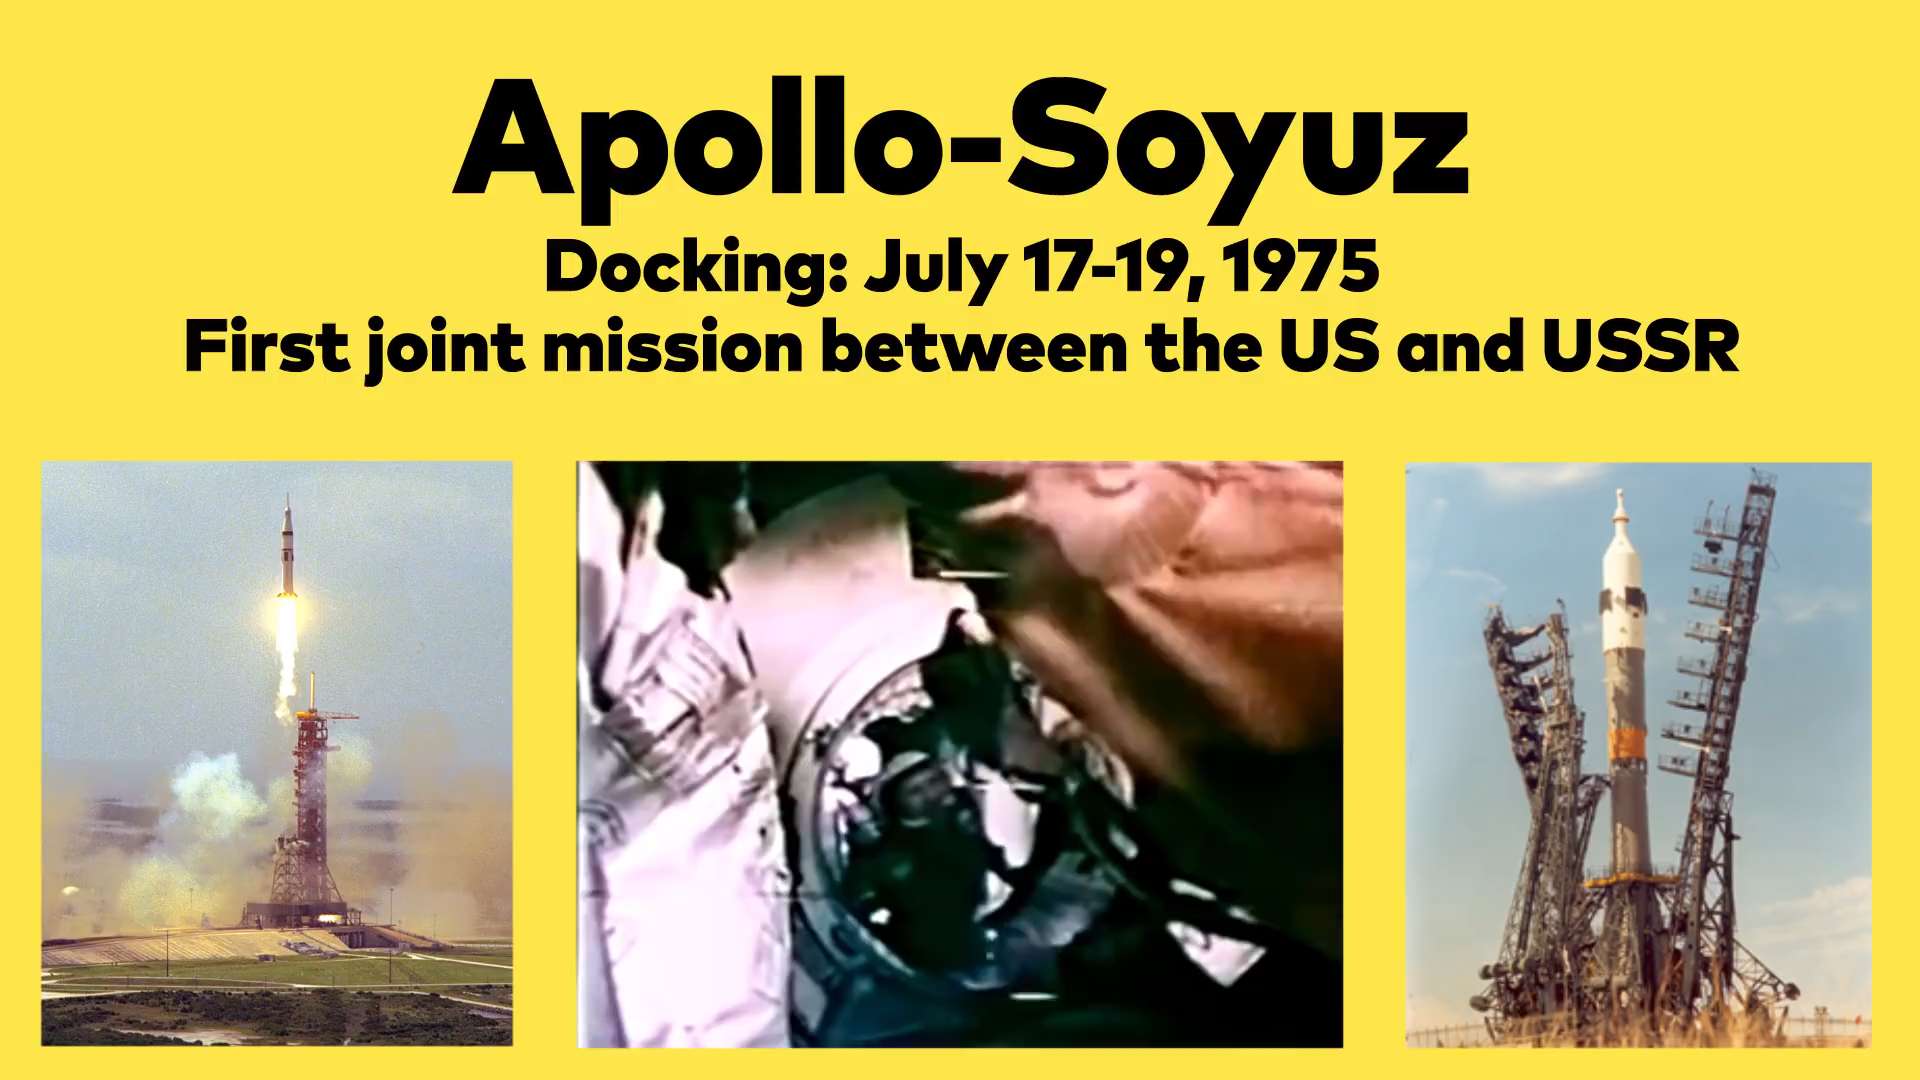 Apollo-Soyuz
Docking: July 17-19, 1975
First joint mission between the US and USSR